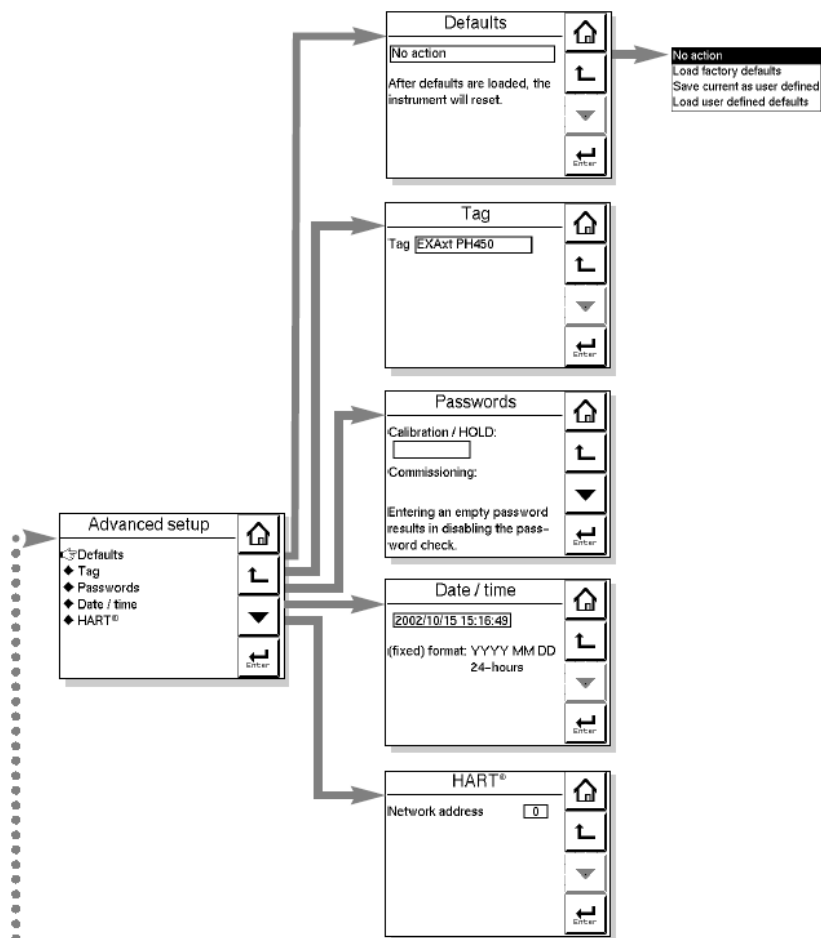 Defaults
No action
After defaults are loaded, the
instrument will reset.
Enter
No action
Load factory defaults
Save current as user defined
Load user defined defaults
Tag
Tag EXAxt PH450
Enter
Passwords
Calibration / HOLD:
Commissioning:
Entering an empty password
results in disabling the pass-
word check.
Enter
Advanced setup
Defaults
Tag
Passwords
Date / time
HART®
Enter
Date / time
2002/10/15 15:16:49
(fixed) format: YYYY MM DD
24-hours
Enter
HART®
Network address 0
Enter